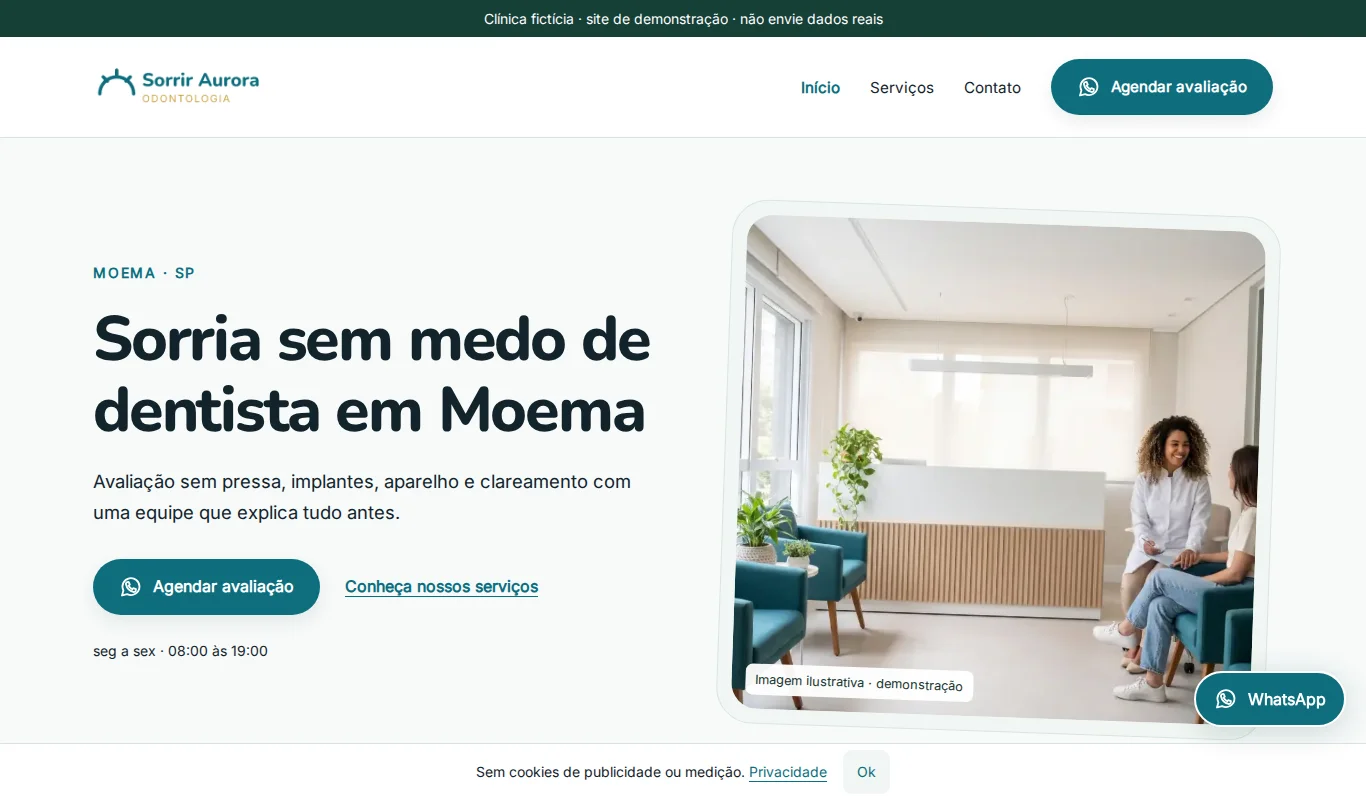 Clínica fictícia · site de demonstração · não envie dados reais
Sorrir Aurora
ODONTOLOGIA
Início
Serviços
Contato
Agendar avaliação
MOEMA · SP
Sorria sem medo de
dentista em Moema
Avaliação sem pressa, implantes, aparelho e clareamento com
uma equipe que explica tudo antes.
Agendar avaliação
Conheça nossos serviços
seg a sex · 08:00 às 19:00
Imagem ilustrativa · demonstração
WhatsApp
Sem cookies de publicidade ou medição. Privacidade
Ok